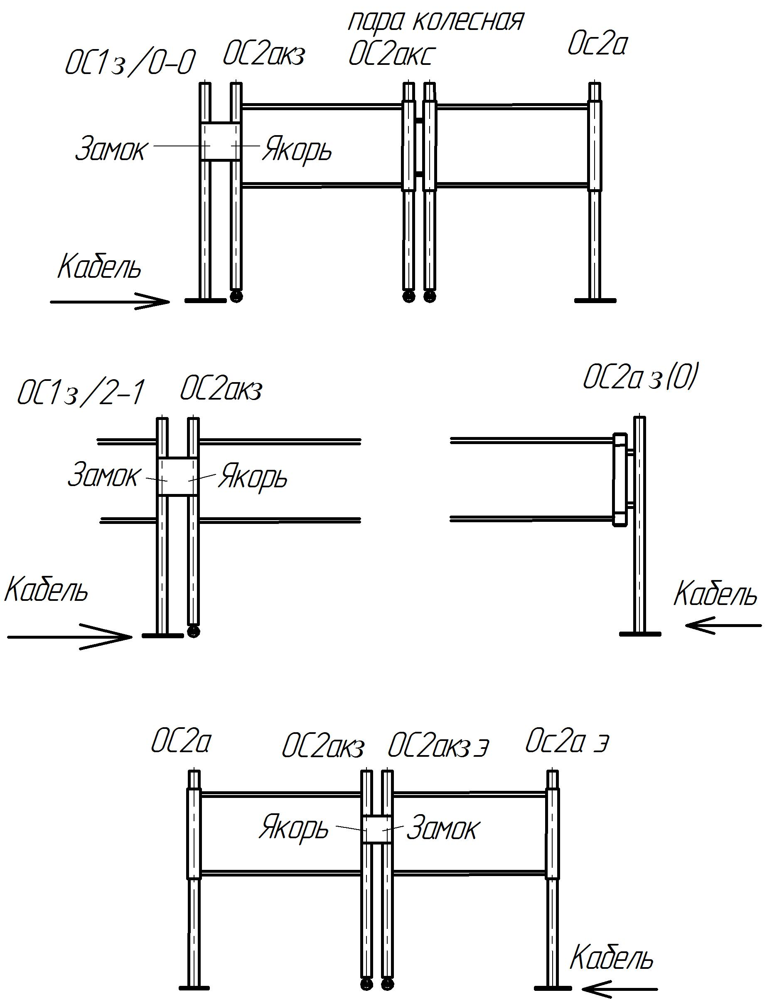 пара колесная
ОС1з/0-0 ОС2акз ОС2акс Ос2а
Замок Якорь
Кабель
ОС1з/2-1 ОС2акз ОС2а з(0)
Замок Якорь
Кабель Кабель
ОС2а ОС2акз ОС2акз э Ос2а э
Якорь Замок
Кабель